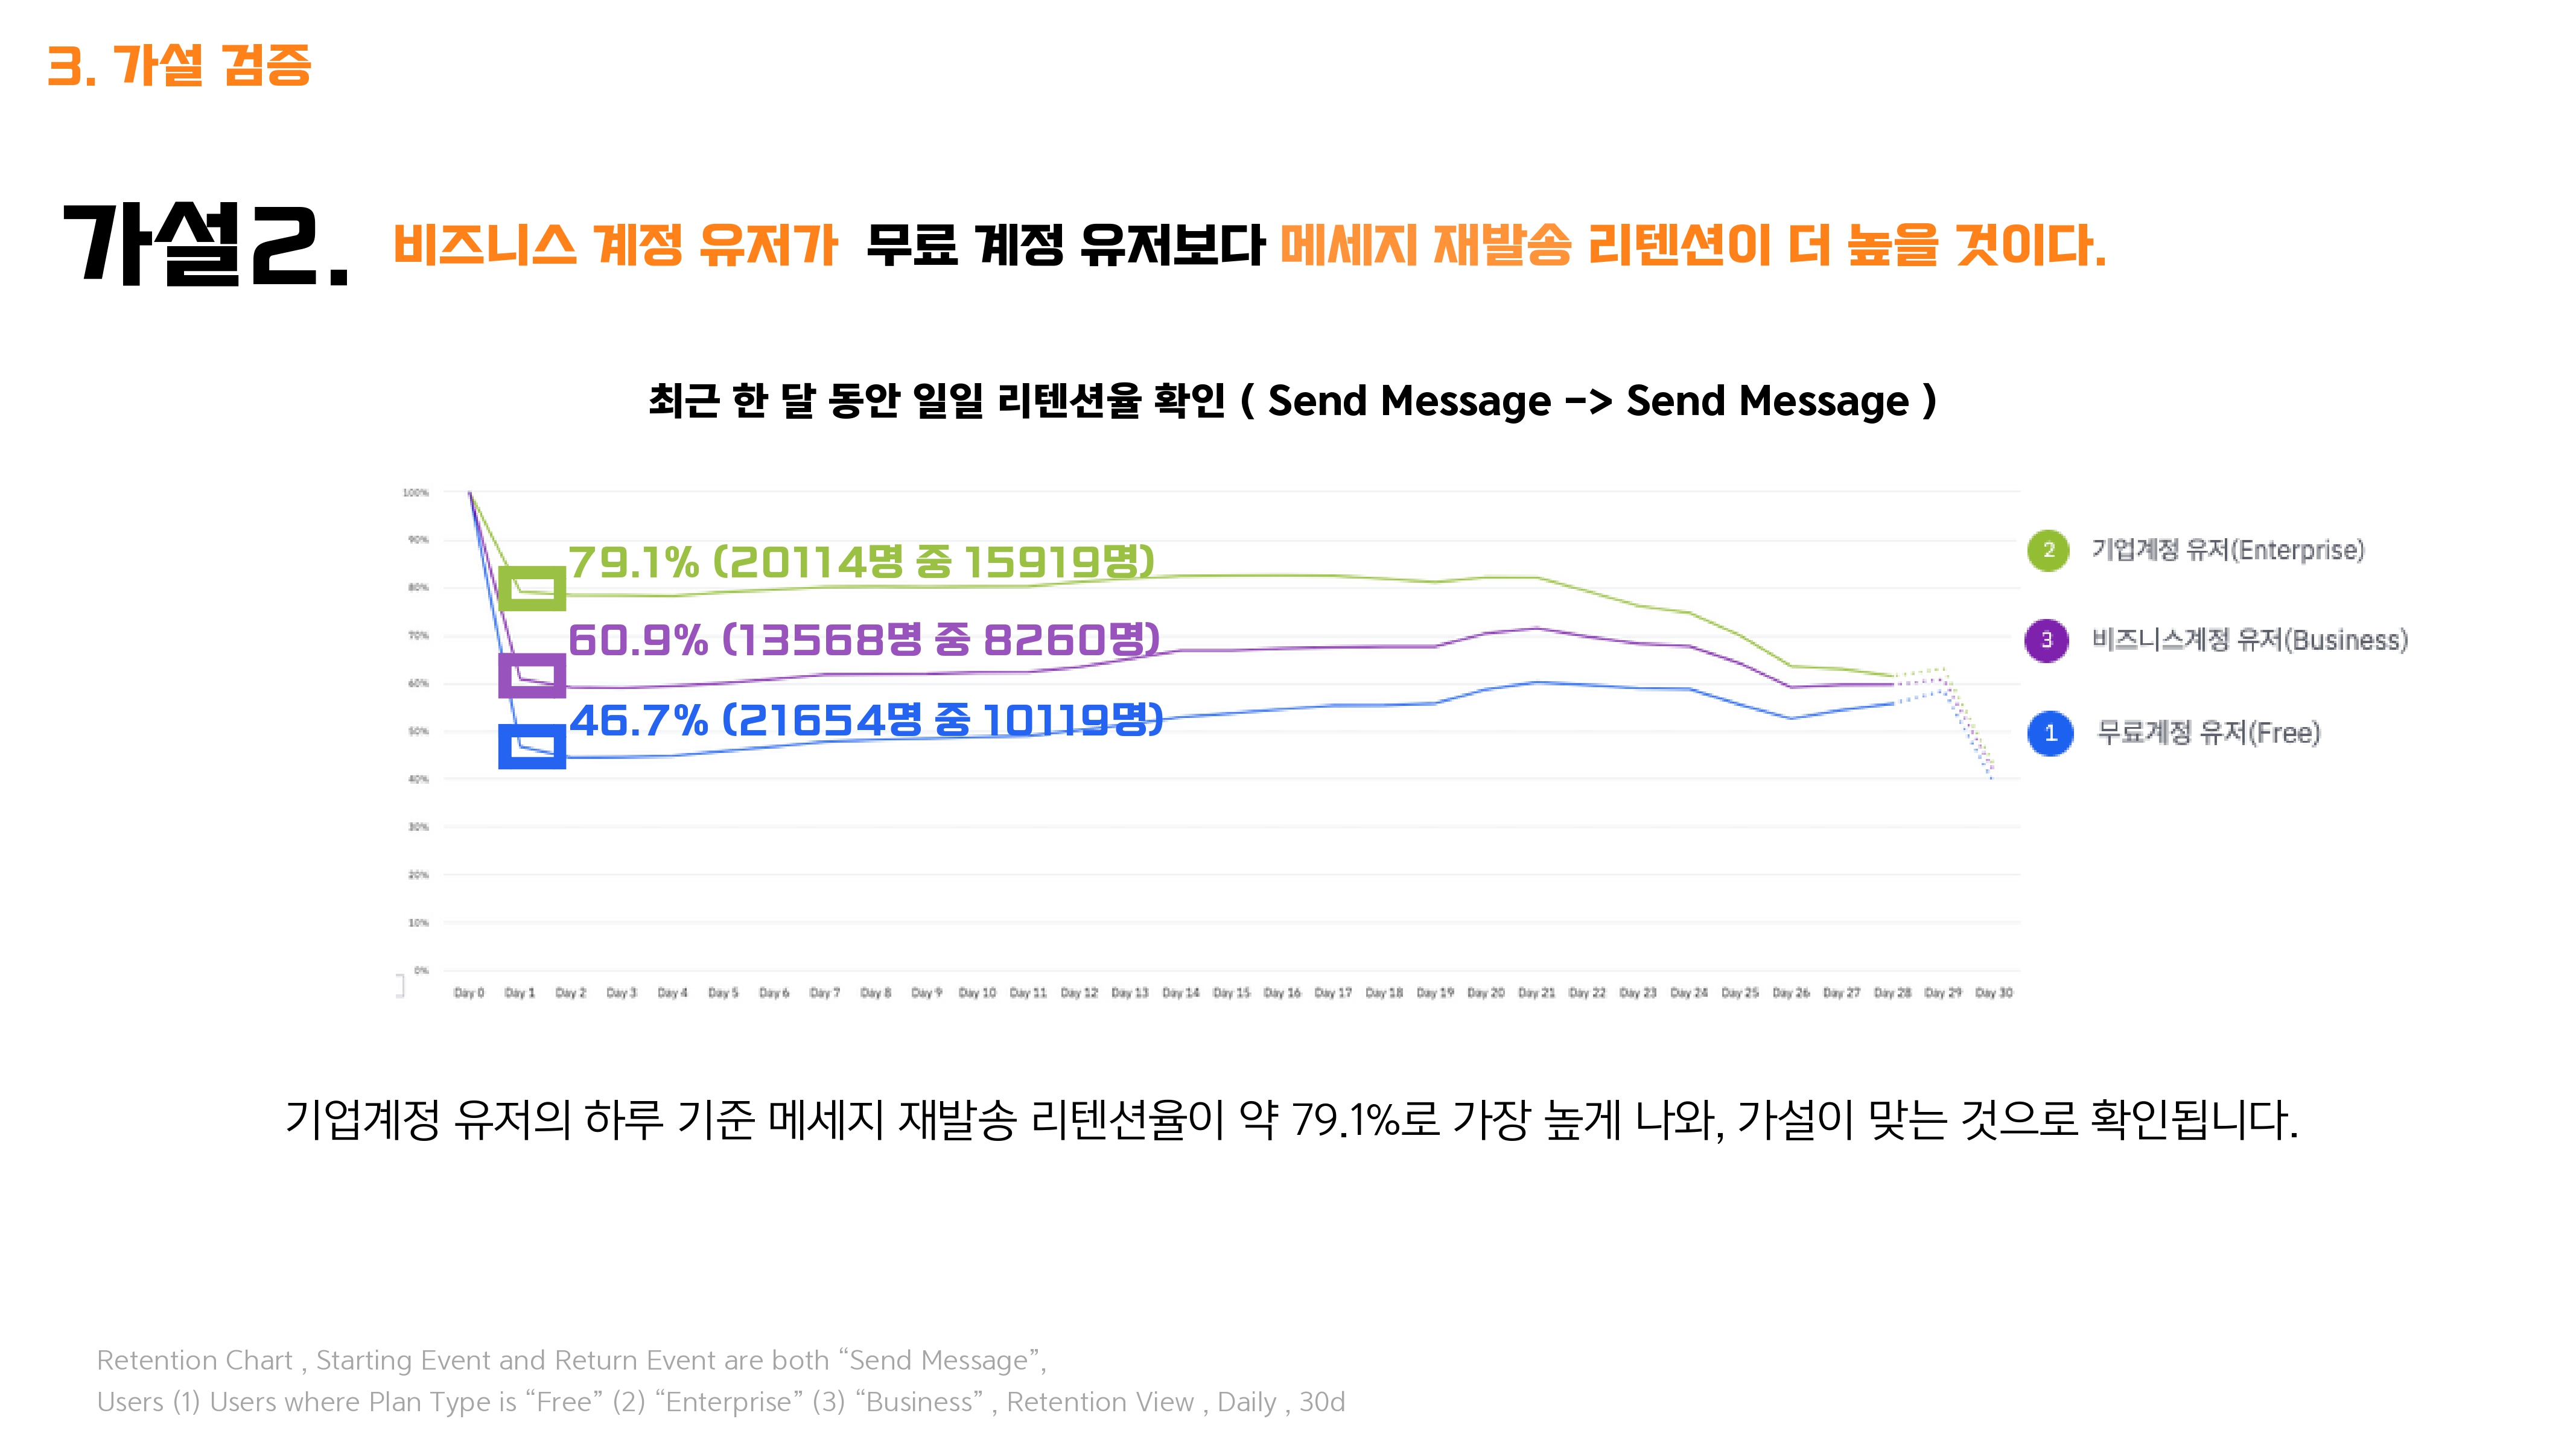 3. 가설 검증
가설2. 비즈니스 계정 유저가 무료 계정 유저보다 메세지 재발송 리텐션이 더 높을 것이다.
최근 한 달 동안 일일 리텐션율 확인 ( Send Message -> Send Message )
100%
90%
80%
70%
60%
50%
40%
30%
20%
10%
0%
79.1% (20114명 중 15919명)
60.9% (13568명 중 8260명)
46.7% (21654명 중 10119명)
2 기업계정 유저(Enterprise)
3 비즈니스계정 유저(Business)
1 무료계정 유저(Free)
Day 0 Day 1 Day 2 Day 3 Day 4 Day 5 Day 6 Day 7 Day 8 Day 9 Day 10 Day 11 Day 12 Day 13 Day 14 Day 15 Day 16 Day 17 Day 18 Day 19 Day 20 Day 21 Day 22 Day 23 Day 24 Day 25 Day 26 Day 27 Day 28 Day 29 Day 30
기업계정 유저의 하루 기준 메세지 재발송 리텐션율이 약 79.1%로 가장 높게 나와, 가설이 맞는 것으로 확인됩니다.
Retention Chart , Starting Event and Return Event are both “Send Message”,
Users (1) Users where Plan Type is “Free” (2) “Enterprise” (3) “Business” , Retention View , Daily , 30d